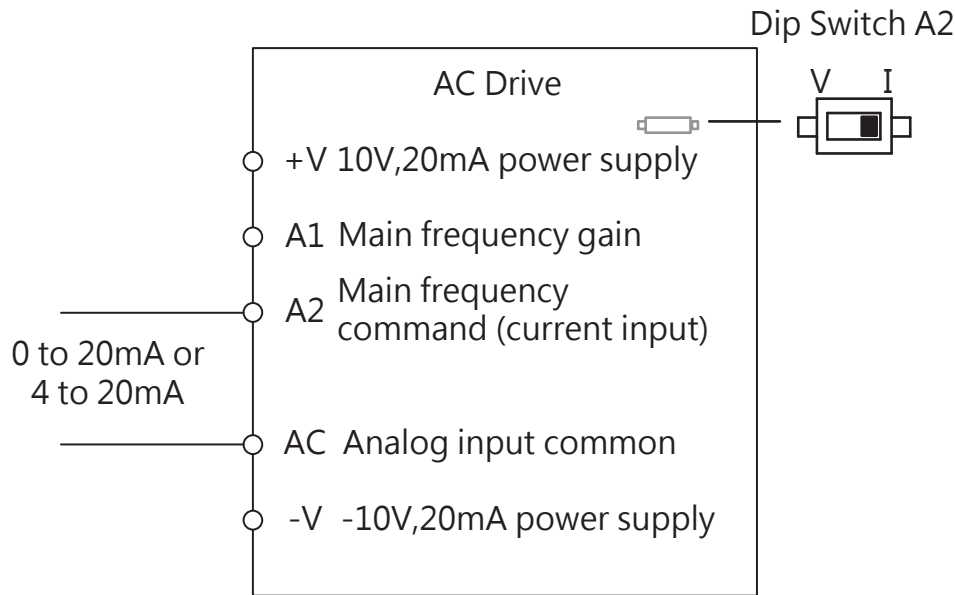 Dip Switch A2
V I
AC Drive
+V 10V,20mA power supply
A1 Main frequency gain
A2 Main frequency
command (current input)
0 to 20mA or
4 to 20mA
AC Analog input common
-V -10V,20mA power supply